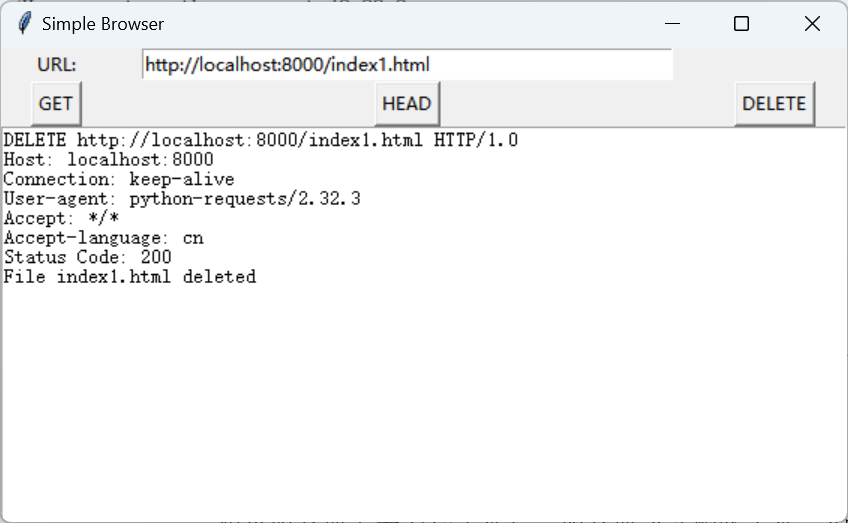 Simple Browser
URL:
http://localhost:8000/index1.html
GET
HEAD
DELETE
DELETE http://localhost:8000/index1.html HTTP/1.0
Host: localhost:8000
Connection: keep-alive
User-agent: python-requests/2.32.3
Accept: */*
Accept-language: cn
Status Code: 200
File index1.html deleted